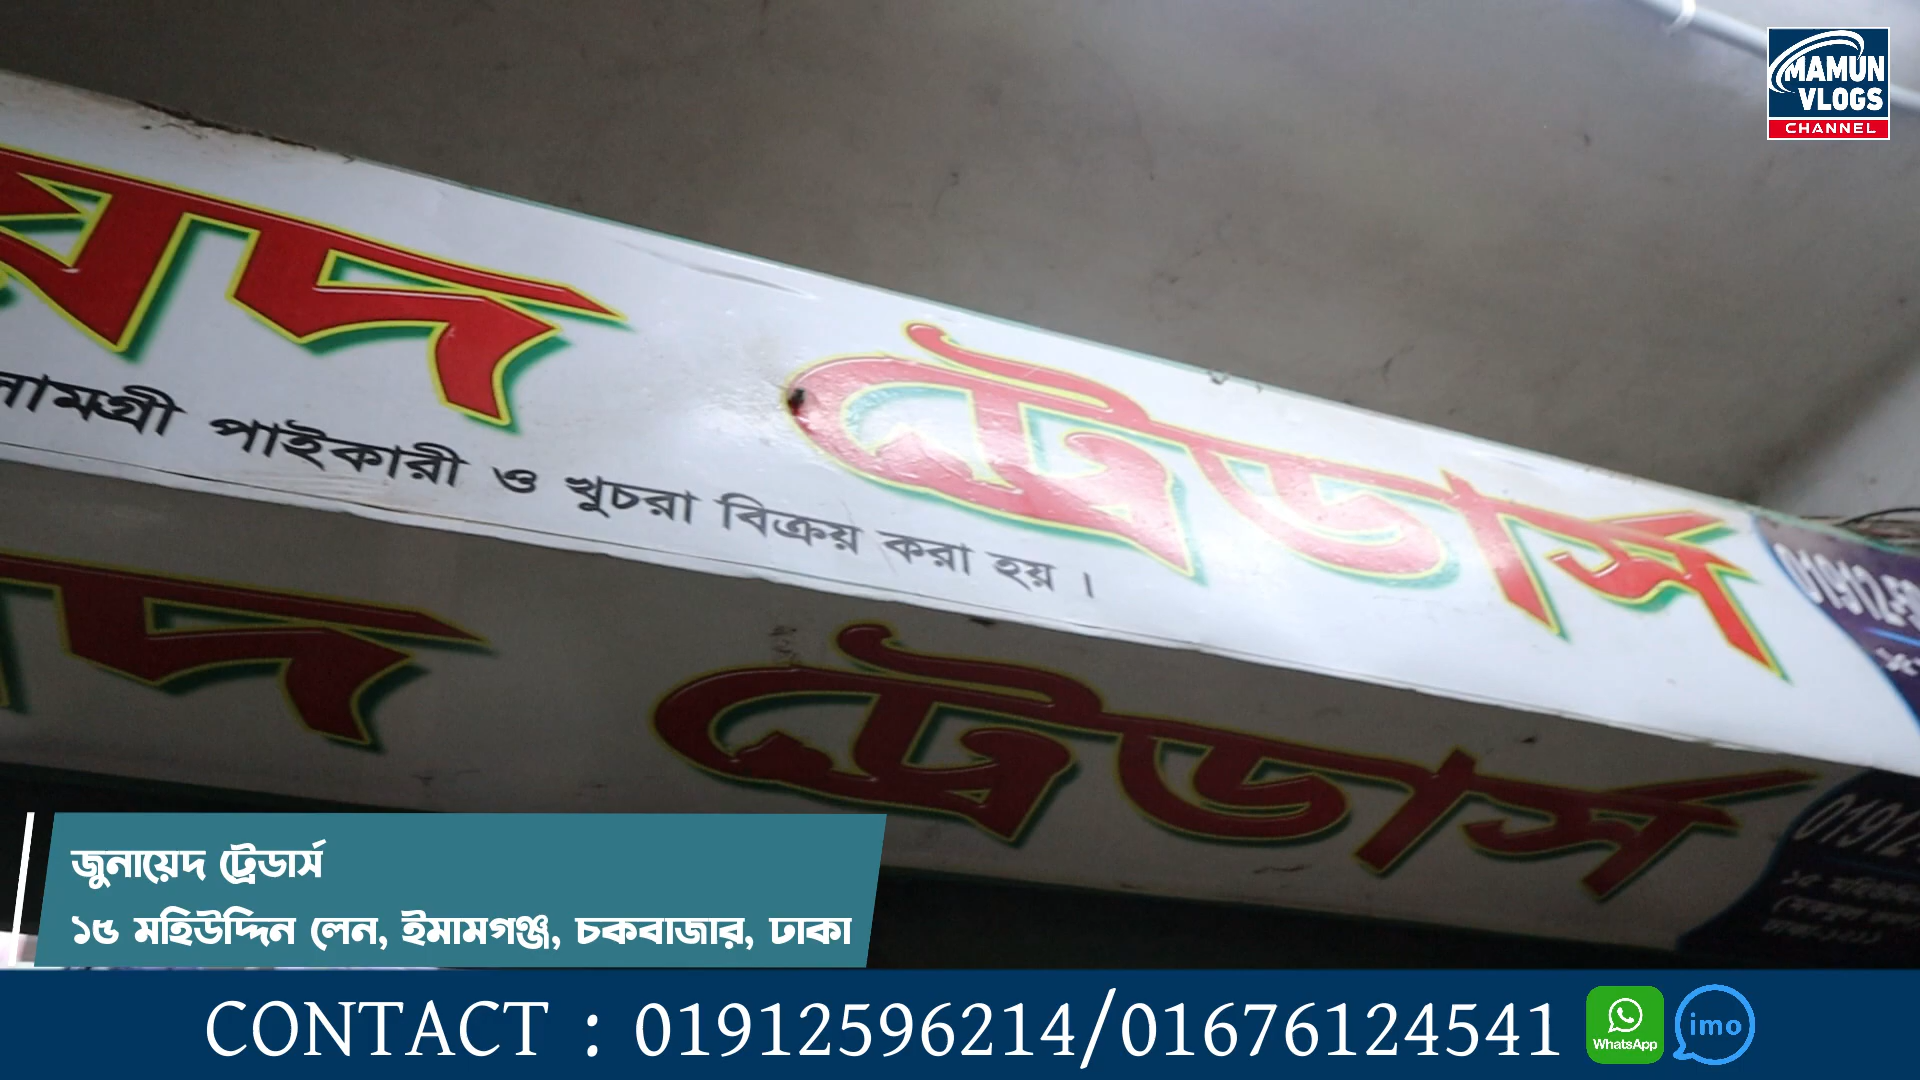 MAMUN
VLOGS
CHANNEL
ট্রেডার্স
পাইকারী ও খুচরা বিক্রয় করা হয় ।
ট্রেডার্স
জুনায়েদ ট্রেডার্স
১৫ মহিউদ্দিন লেন, ইমামগঞ্জ, চকবাজার, ঢাকা
CONTACT : 01912596214/01676124541
WhatsApp
imo